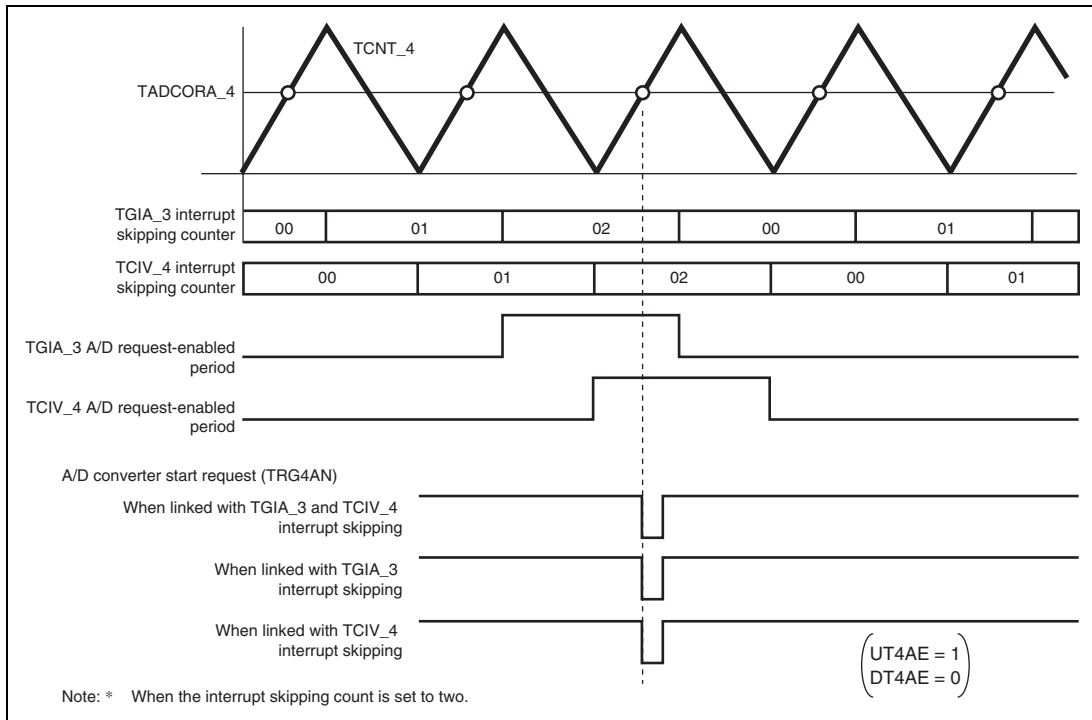 TCNT_4
TADCORA_4
TGIA_3 interrupt
skipping counter
00 01 02 00 01
TCIV_4 interrupt
skipping counter
00 01 02 00 01
TGIA_3 A/D request-enabled
period
TCIV_4 A/D request-enabled
period
A/D converter start request (TRG4AN)
When linked with TGIA_3 and TCIV_4
interrupt skipping
When linked with TGIA_3
interrupt skipping
When linked with TCIV_4
interrupt skipping
UT4AE = 1
DT4AE = 0
Note: * When the interrupt skipping count is set to two.